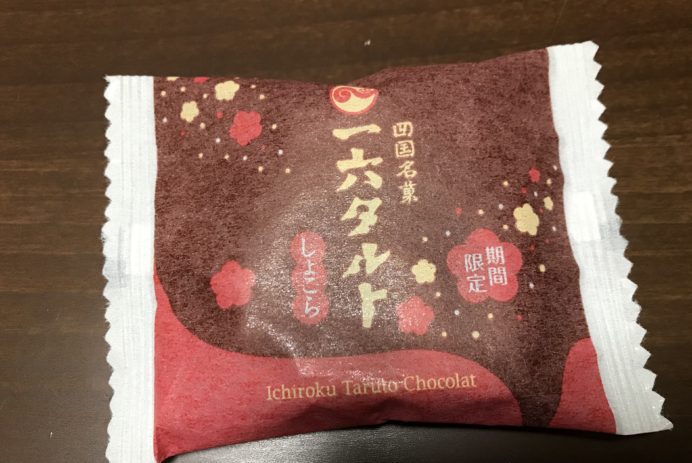 四国名菓
一六タルト
しょこら
期間
限定
Ichiroku Taruto Chocolat